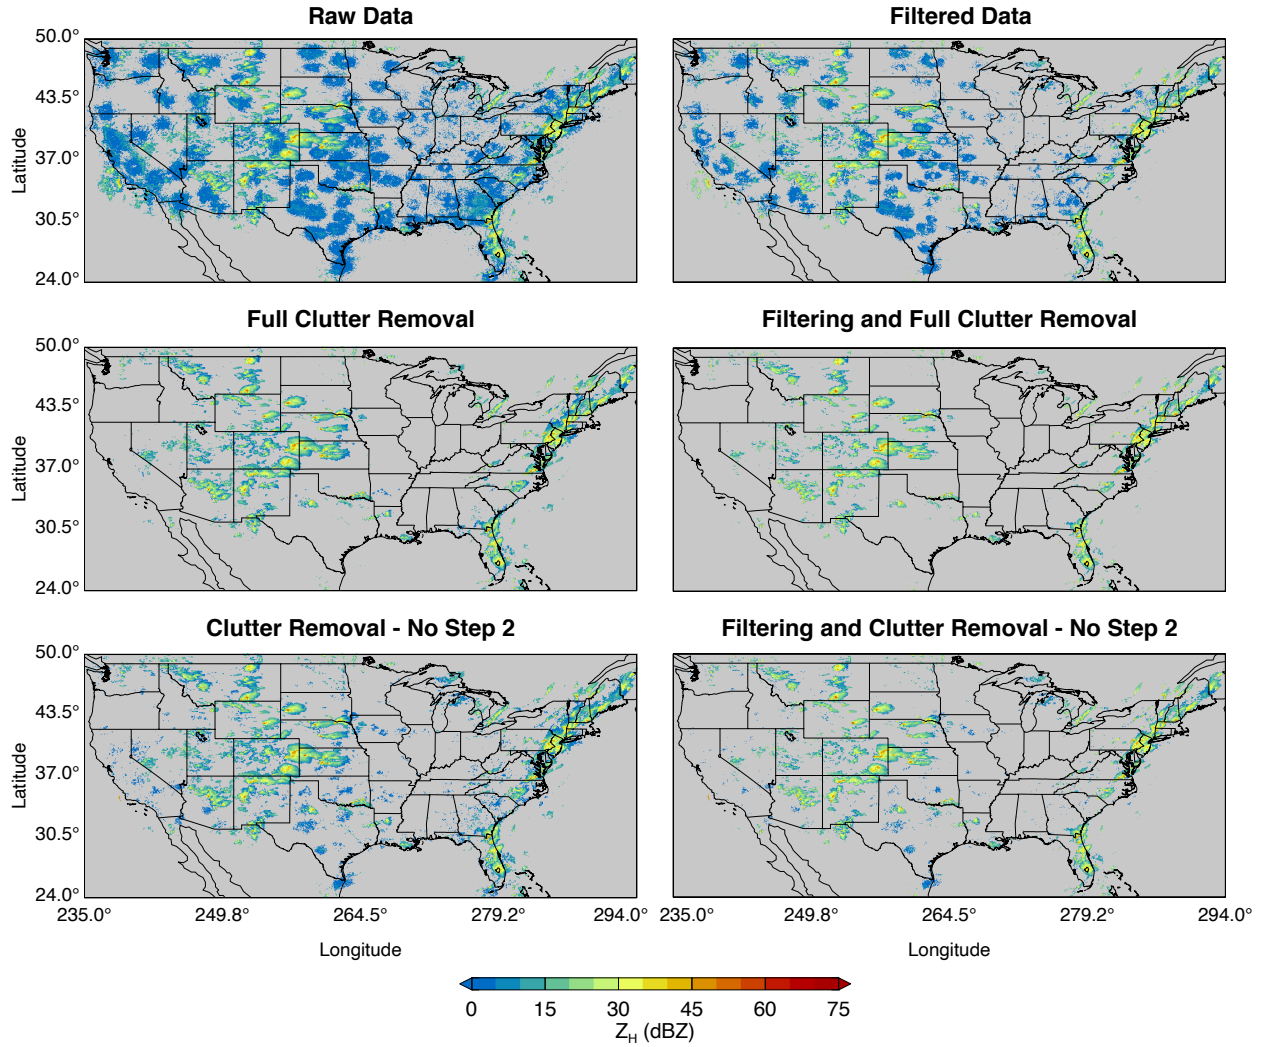 Raw Data
Filtered Data
50.0°
43.5°
37.0°
30.5°
24.0°
Latitude
Full Clutter Removal
Filtering and Full Clutter Removal
50.0°
43.5°
37.0°
30.5°
24.0°
Latitude
Clutter Removal - No Step 2
Filtering and Clutter Removal - No Step 2
50.0°
43.5°
37.0°
30.5°
24.0°
Latitude
235.0° 249.8° 264.5° 279.2° 294.0°
235.0° 249.8° 264.5° 279.2° 294.0°
Longitude
Longitude
0 15 30 45 60 75
Z_H (dBZ)